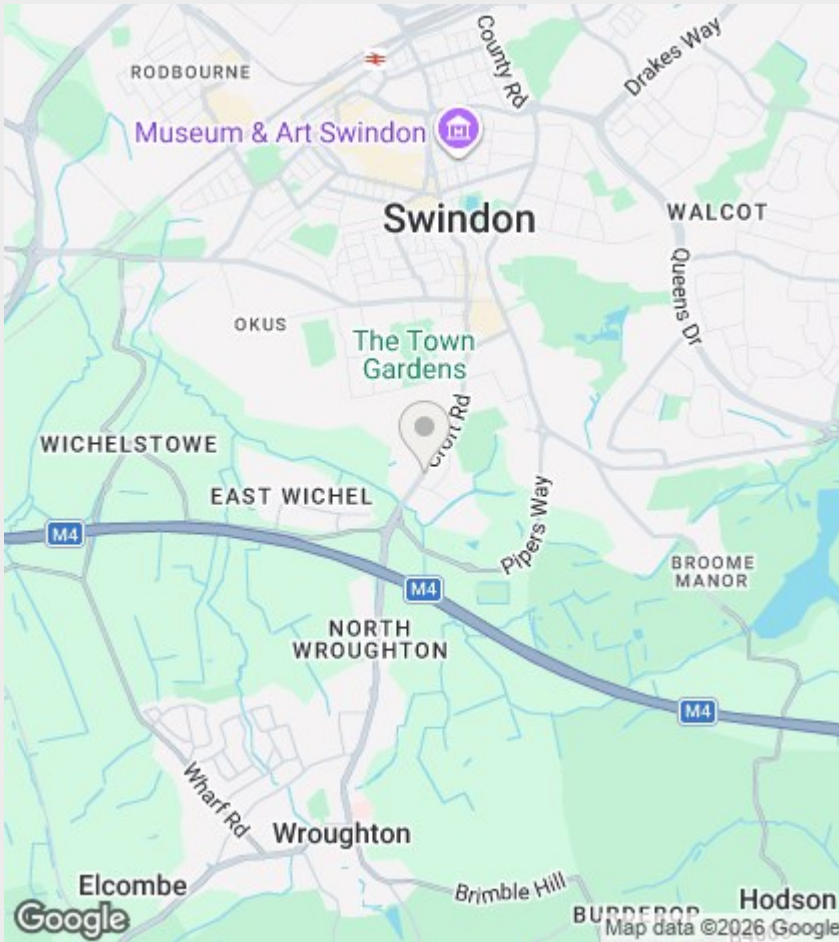 County Rd
Drakes Way
RODBOURNE
Museum & Art Swindon
Swindon
WALCOT
Queens Dr
OKUS
The Town
Gardens
Croft Rd
WICHELSTOWE
EAST WICHEL
Pipers Way
M4
BROOME
MANOR
M4
NORTH
WROUGHTON
M4
Wharf Rd
Wroughton
Elcombe
Brimble Hill
Hodson
BURDEROP
Google
Map data ©2026 Google